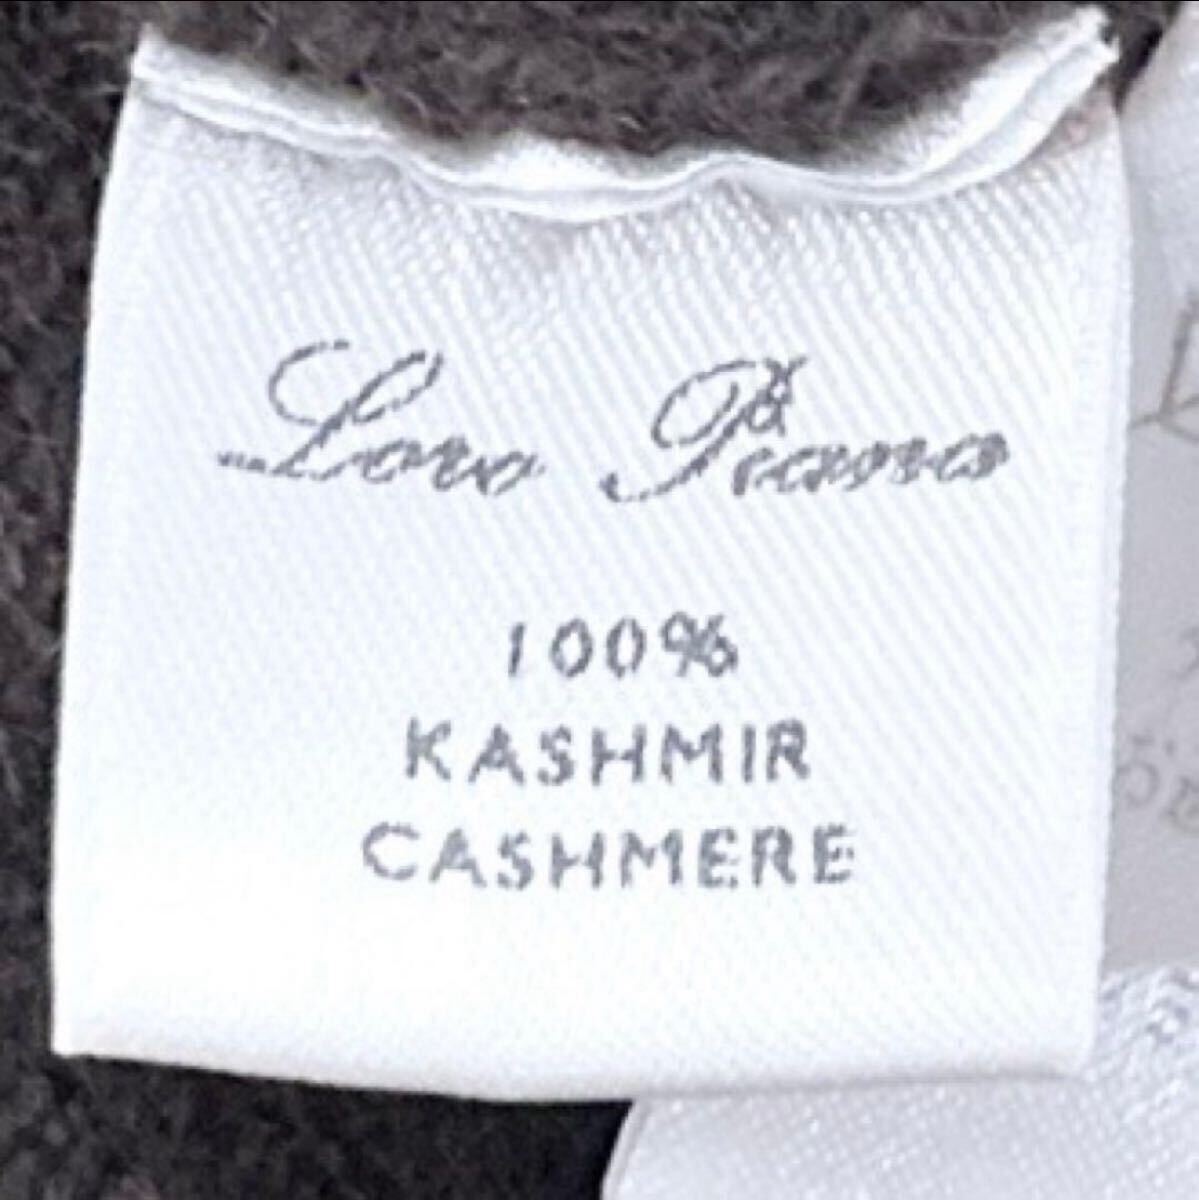 Loro Piana
100%
KASHMIR
CASHMERE